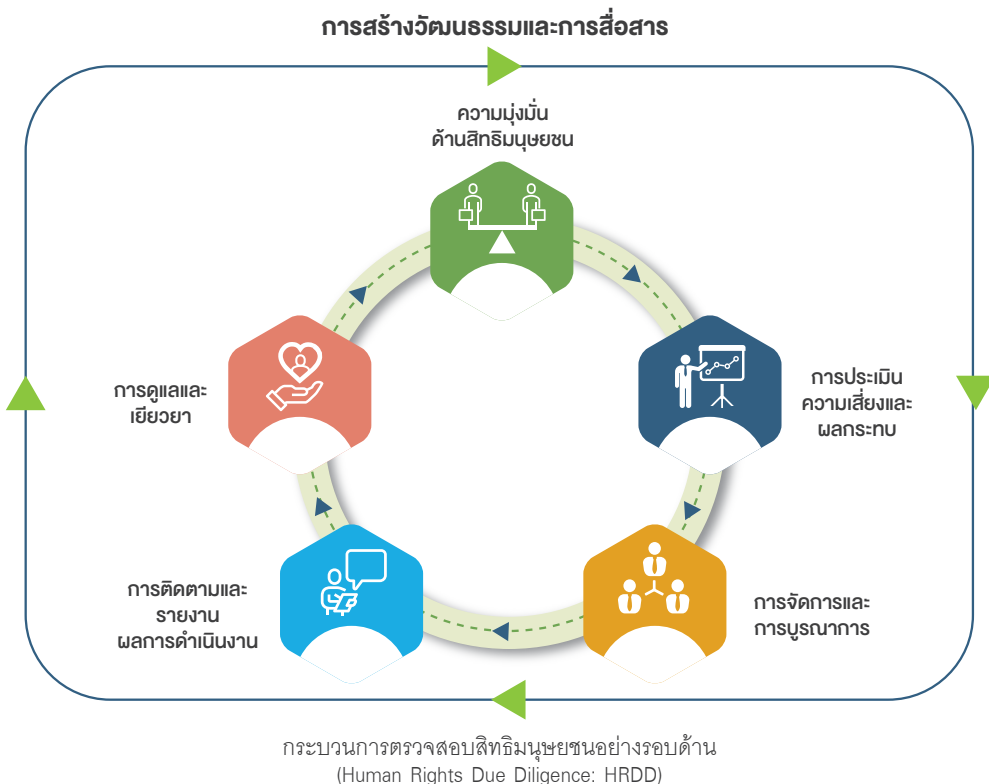 การสร้างวัฒนธรรมและการสื่อสาร
ความมุ่งมั่น
ด้านสิทธิมนุษยชน
การประเมิน
ความเสี่ยงและ
ผลกระทบ
การจัดการและ
การบูรณาการ
การติดตามและ
รายงาน
ผลการดำเนินงาน
การดูแลและ
เยียวยา
กระบวนการตรวจสอบสิทธิมนุษยชนอย่างรอบด้าน
(Human Rights Due Diligence: HRDD)